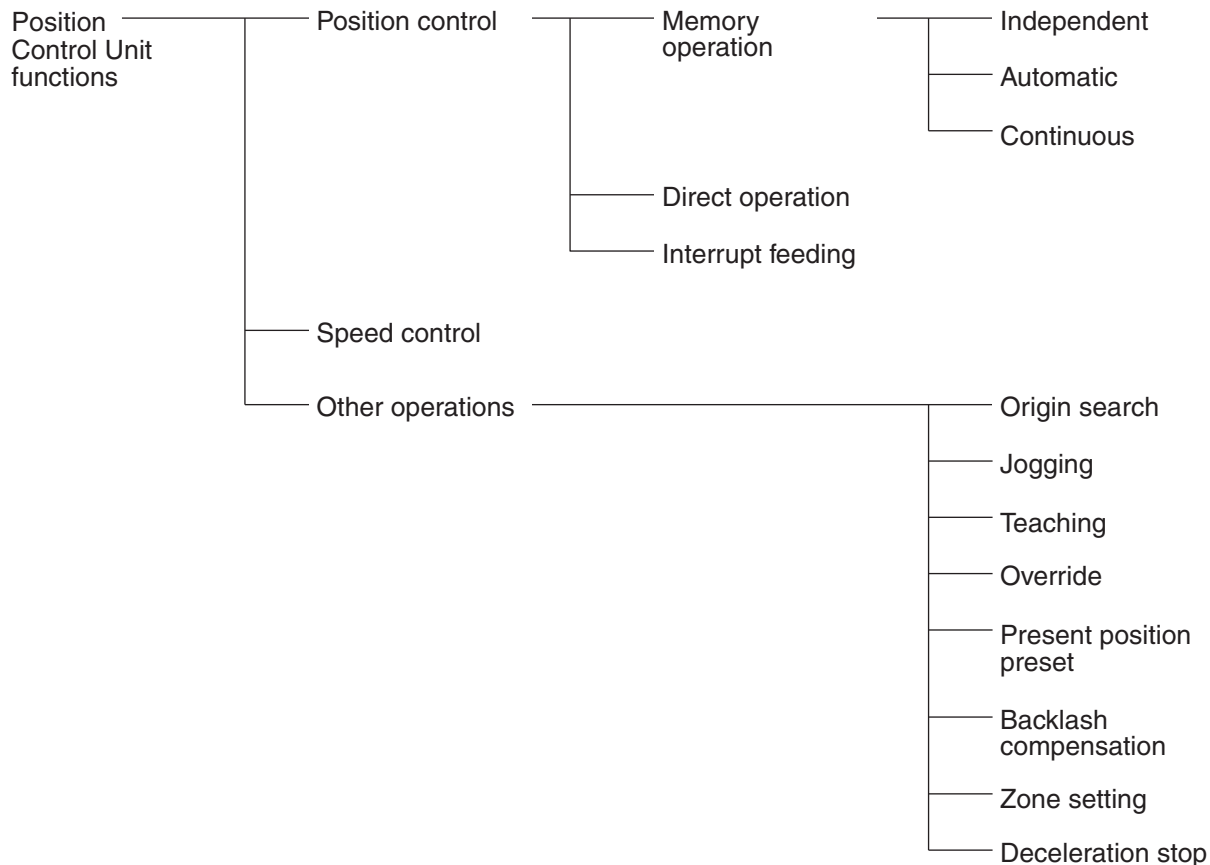 Position
Control Unit
functions
Position control
Memory
operation
Independent
Automatic
Continuous
Direct operation
Interrupt feeding
Speed control
Other operations
Origin search
Jogging
Teaching
Override
Present position
preset
Backlash
compensation
Zone setting
Deceleration stop